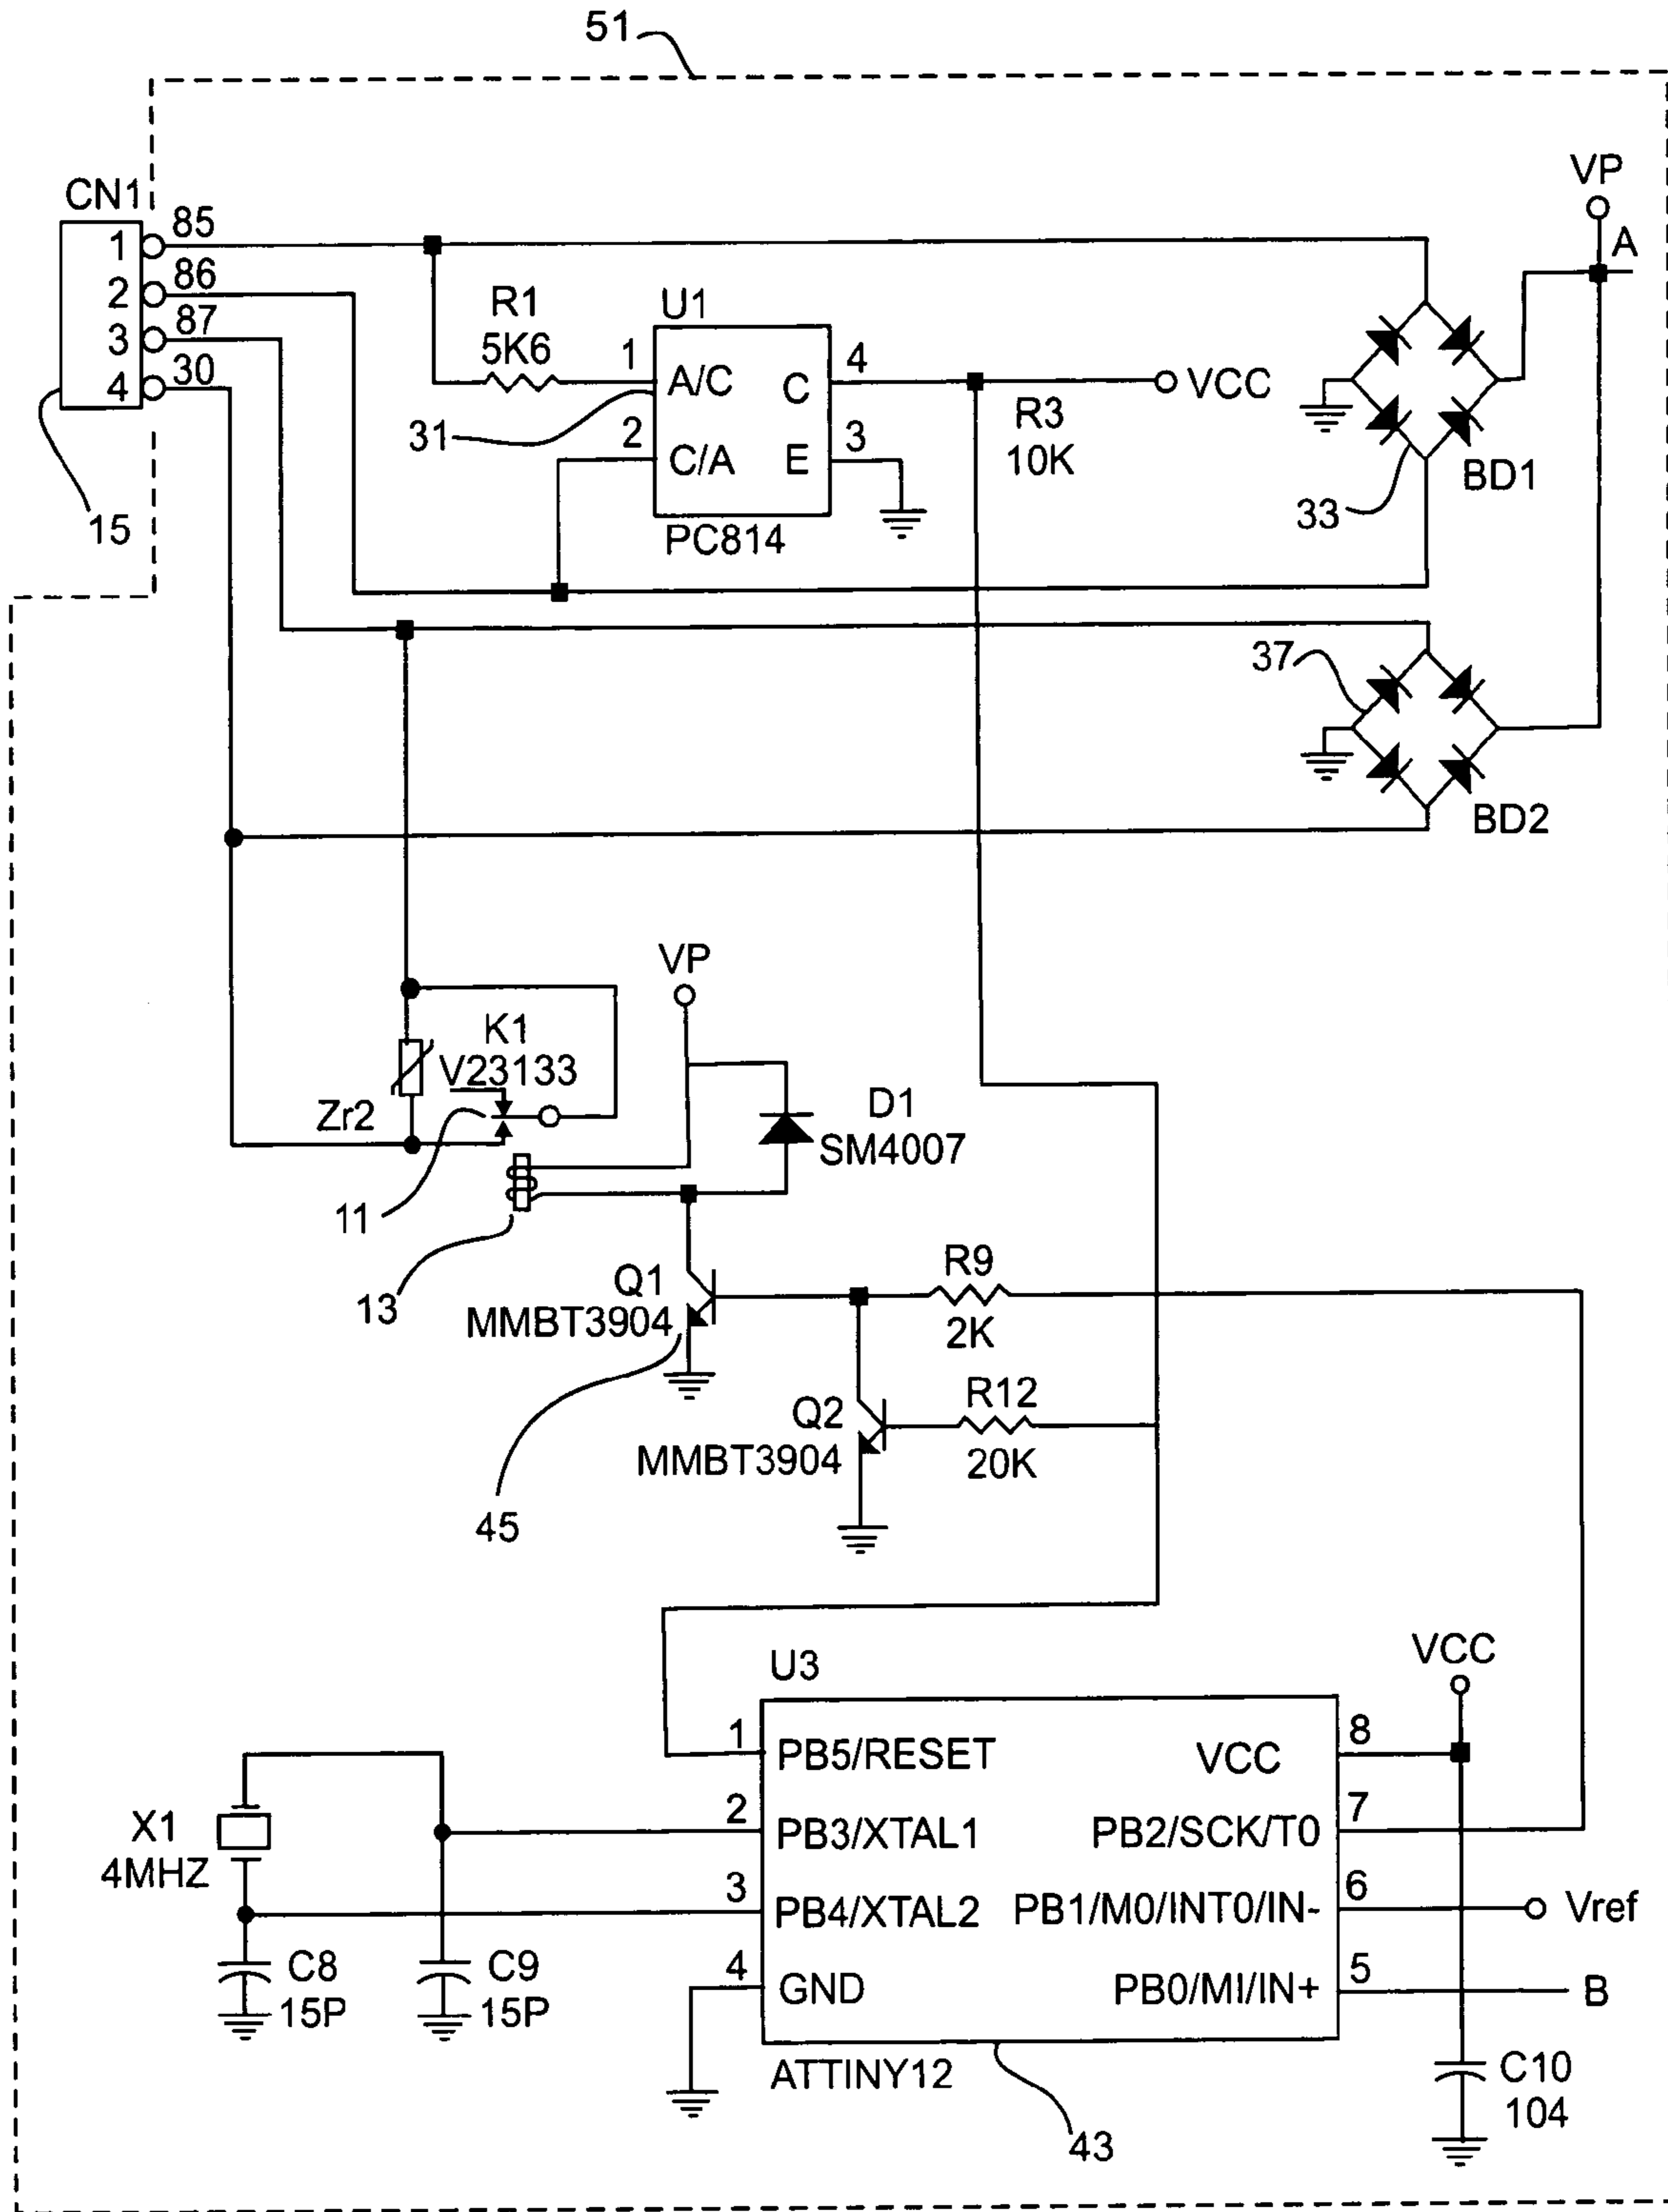 51
VP
CN1
85
A
1
86
2
R1
U1
87
3
5K6
1
4
30
A/C
C
VCC
4
31
2
R3
3
10K
C/A
E
BD1
15
33
PC814
37
BD2
VP
K1
V23133
Zr2
D1
SM4007
11
13
Q1
R9
MMBT3904
2K
R12
Q2
MMBT3904
20K
45
VCC
U3
1
PB5/RESET
VCC
8
X1
4MHZ
2
PB3/XTAL1
PB2/SCK/T0
7
3
PB4/XTAL2
PB1/M0/INT0/IN-
6
Vref
C8
15P
C9
15P
4
GND
PB0/MI/IN+
5
B
ATTINY12
C10
104
43